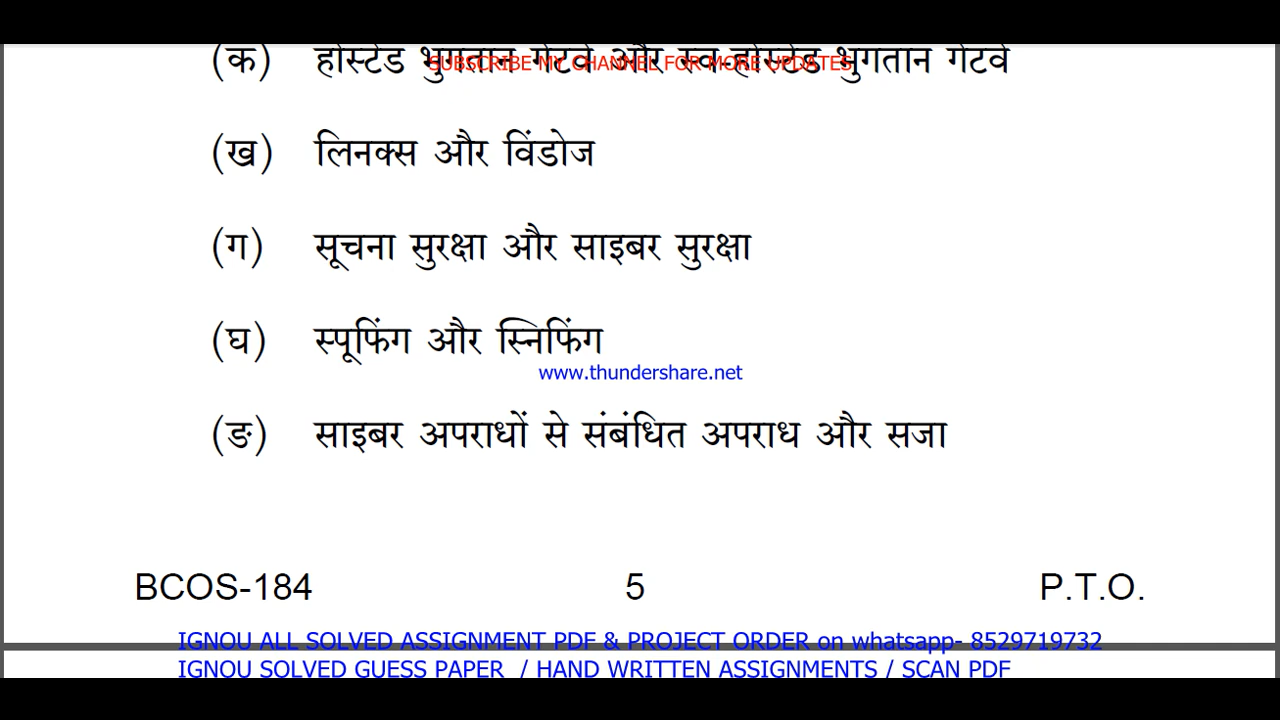 (क) होस्टेड भुगतान गेटवे और स्व-होस्टेड भुगतान गेटवे
SUBSCRIBE MY CHANNEL FOR MORE UPDATES
(ख) लिनक्स और विंडोज
(ग) सूचना सुरक्षा और साइबर सुरक्षा
(घ) स्पूफिंग और स्निफिंग
www.thundershare.net
(ङ) साइबर अपराधों से संबंधित अपराध और सजा
BCOS-184 5 P.T.O.
IGNOU ALL SOLVED ASSIGNMENT PDF & PROJECT ORDER on whatsapp- 8529719732
IGNOU SOLVED GUESS PAPER / HAND WRITTEN ASSIGNMENTS / SCAN PDF